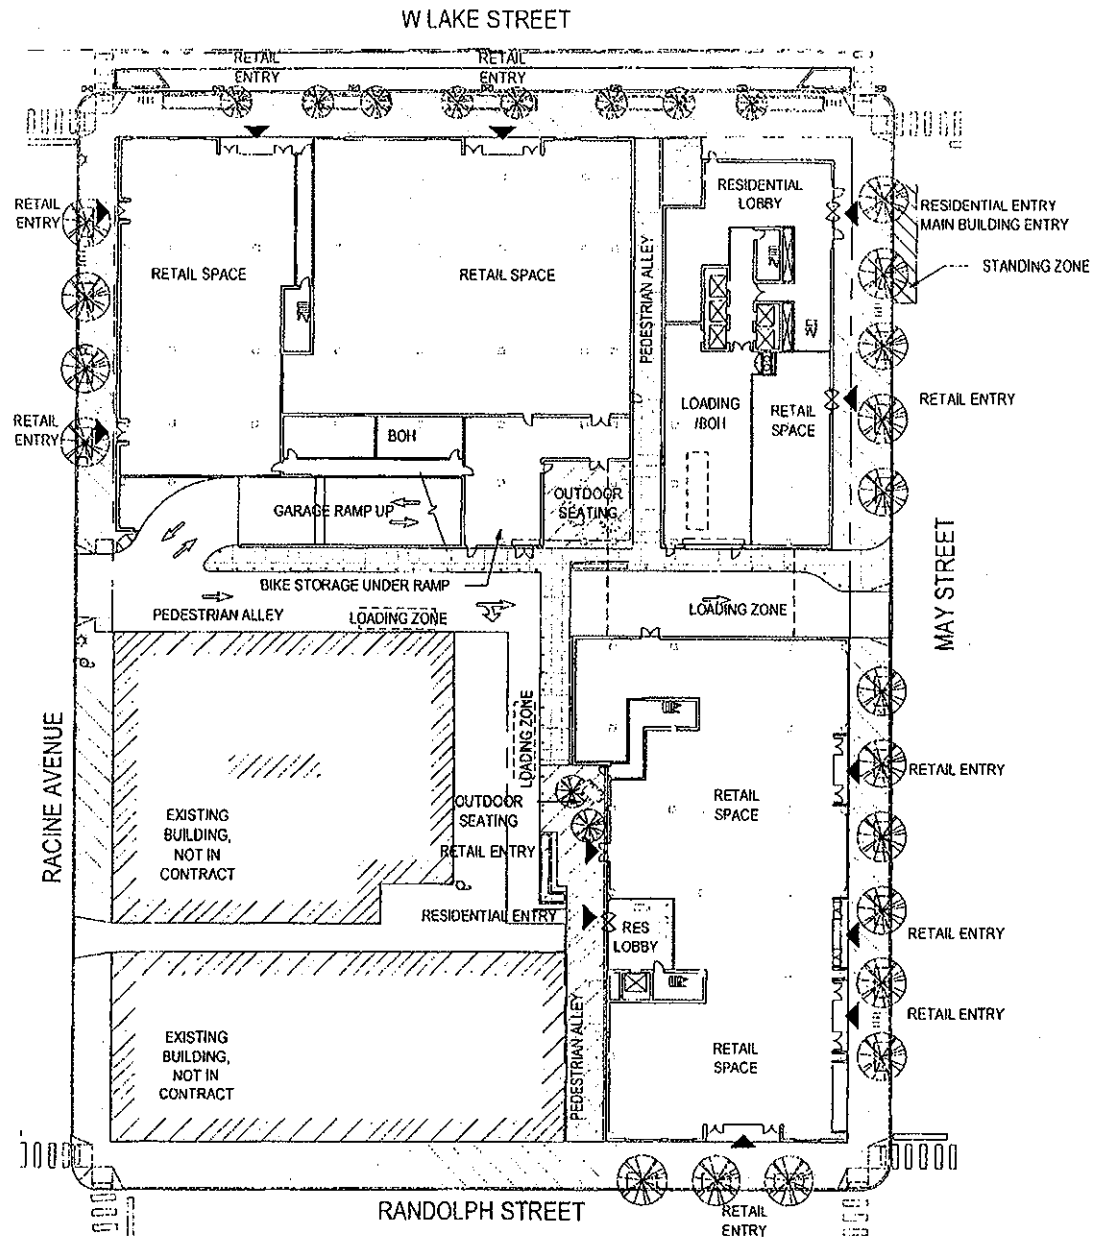 W LAKE STREET
RETAIL
ENTRY
RETAIL
ENTRY
RESIDENTIAL
LOBBY
RETAIL
ENTRY
RESIDENTIAL ENTRY
MAIN BUILDING ENTRY
STANDING ZONE
RETAIL SPACE
RETAIL SPACE
PEDESTRIAN ALLEY
RETAIL
ENTRY
BOH
LOADING
/BOH
RETAIL
SPACE
RETAIL ENTRY
OUTDOOR
SEATING
GARAGE RAMP UP
BIKE STORAGE UNDER RAMP
PEDESTRIAN ALLEY
LOADING ZONE
LOADING ZONE
MAY STREET
RACINE AVENUE
LOADING ZONE
EXISTING
BUILDING,
NOT IN
CONTRACT
OUTDOOR
SEATING
RETAIL ENTRY
RETAIL
SPACE
RETAIL ENTRY
RESIDENTIAL ENTRY
RES
LOBBY
RETAIL ENTRY
RETAIL ENTRY
EXISTING
BUILDING,
NOT IN
CONTRACT
PEDESTRIAN ALLEY
RETAIL
SPACE
RANDOLPH STREET
RETAIL
ENTRY